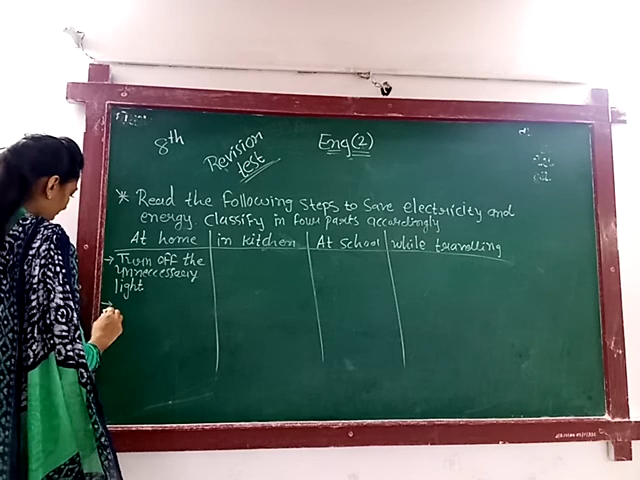 8th
Revision
test
Eng(2)
* Read the following steps to save electricity and
energy. Classify in four parts accordingly
At home in kitchen At school while travelling
→ Turn off the
unneccessary
light
→